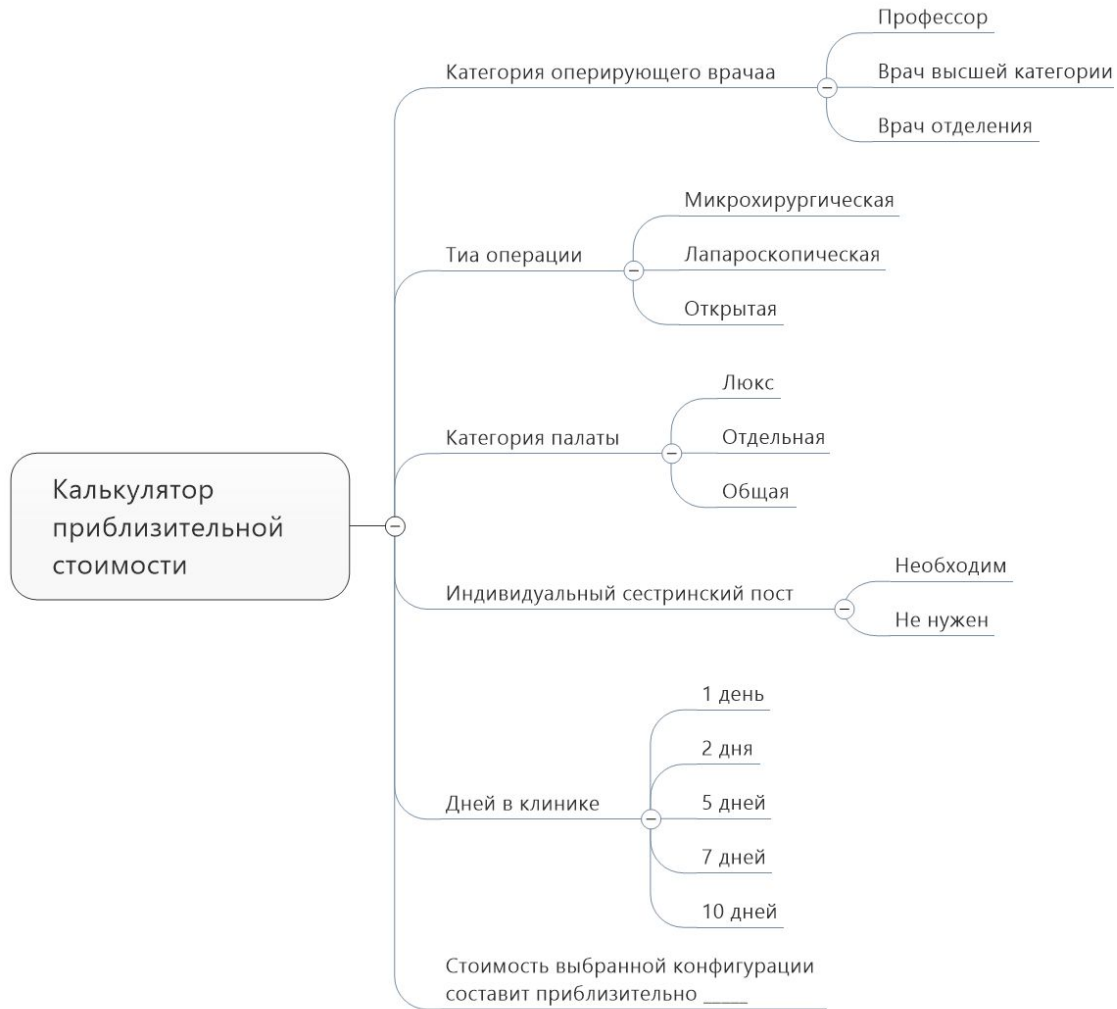 Калькулятор
приблизительной
стоимости
Категория оперирующего врачаа
Профессор
Врач высшей категории
Врач отделения
Тиа операции
Микрохирургическая
Лапароскопическая
Открытая
Категория палаты
Люкс
Отдельная
Общая
Индивидуальный сестринский пост
Необходим
Не нужен
Дней в клинике
1 день
2 дня
5 дней
7 дней
10 дней
Стоимость выбранной конфигурации
составит приблизительно _____